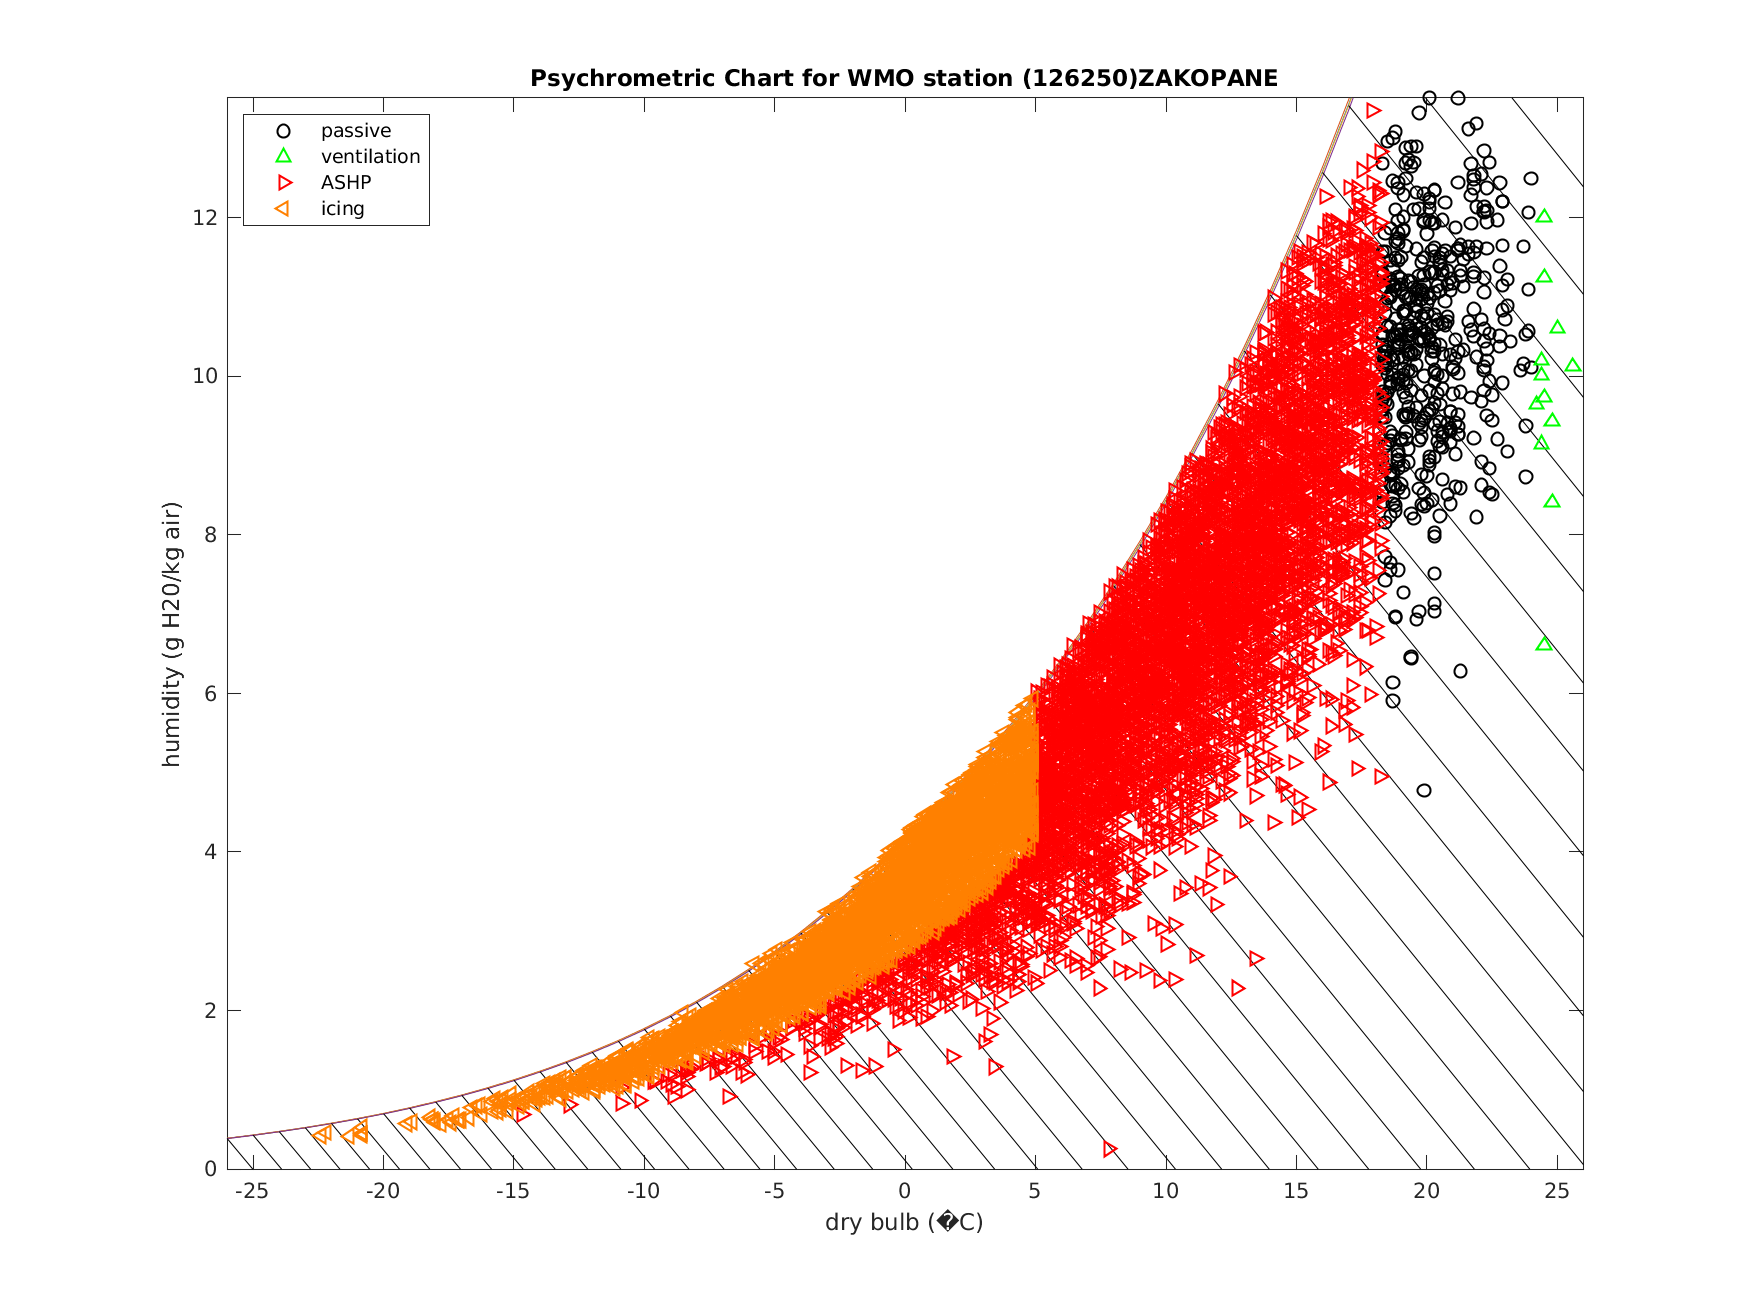 Psychrometric Chart for WMO station (126250)ZAKOPANE
passive
ventilation
ASHP
icing
humidity (g H20/kg air)
12
10
8
6
4
2
0
-25 -20 -15 -10 -5 0 5 10 15 20 25
dry bulb (�C)